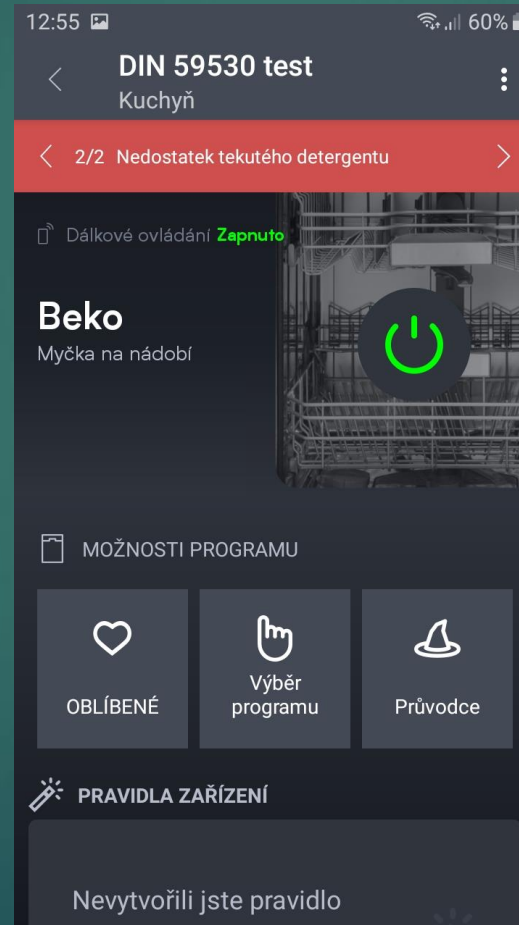 12:55 60%
DIN 59530 test
Kuchyň
2/2 Nedostatek tekutého detergentu
Dálkové ovládání Zapnuto
Beko
Myčka na nádobí
MOŽNOSTI PROGRAMU
OBLÍBENÉ
Výběr
programu
Průvodce
PRAVIDLA ZAŘÍZENÍ
Nevytvořili jste pravidlo